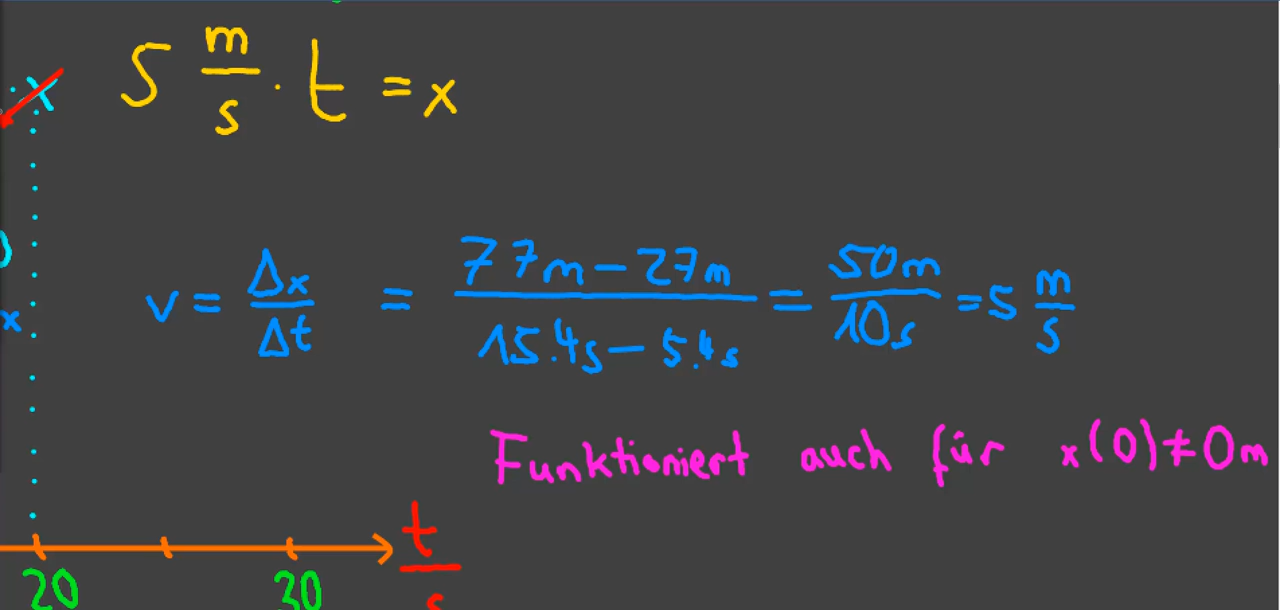 5 m/s · t = x
v = Δx/Δt = (77m − 27m)/(15.4s − 5.4s) = 50m/10s = 5 m/s
x
Funktioniert auch für x(0) ≠ 0m
t/s
20 30